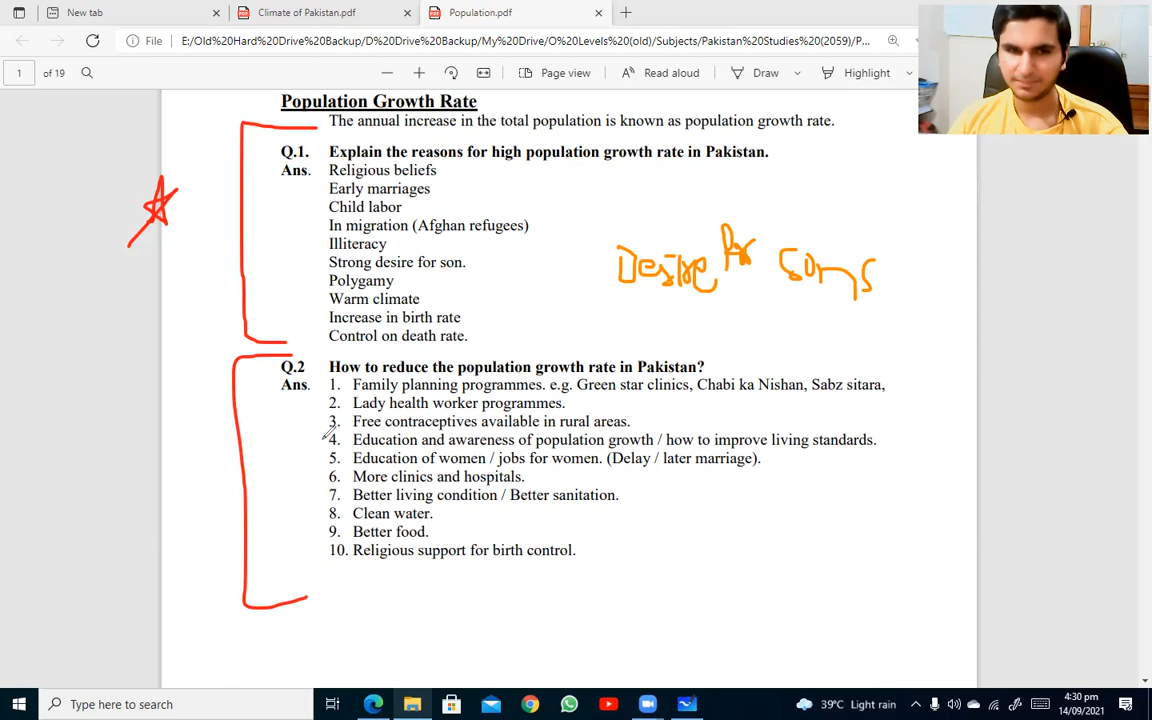 New tab
Climate of Pakistan.pdf
Population.pdf
File E:/Old%20Hard%20Drive%20Backup/D%20Drive%20Backup/My%20Drive/O%20Levels%20(old)/Subjects/Pakistan%20Studies%20(2059)/P...
1 of 19 Page view Read aloud Draw Highlight
Population Growth Rate
The annual increase in the total population is known as population growth rate.
Q.1. Explain the reasons for high population growth rate in Pakistan.
Ans. Religious beliefs
Early marriages
Child labor
In migration (Afghan refugees)
Illiteracy
Strong desire for son.
Polygamy
Warm climate
Increase in birth rate
Control on death rate.
Desire for sons
Q.2 How to reduce the population growth rate in Pakistan?
Ans. 1. Family planning programmes. e.g. Green star clinics, Chabi ka Nishan, Sabz sitara,
2. Lady health worker programmes.
3. Free contraceptives available in rural areas.
4. Education and awareness of population growth / how to improve living standards.
5. Education of women / jobs for women. (Delay / later marriage).
6. More clinics and hospitals.
7. Better living condition / Better sanitation.
8. Clean water.
9. Better food.
10. Religious support for birth control.
Type here to search
39°C Light rain
4:30 pm
14/09/2021